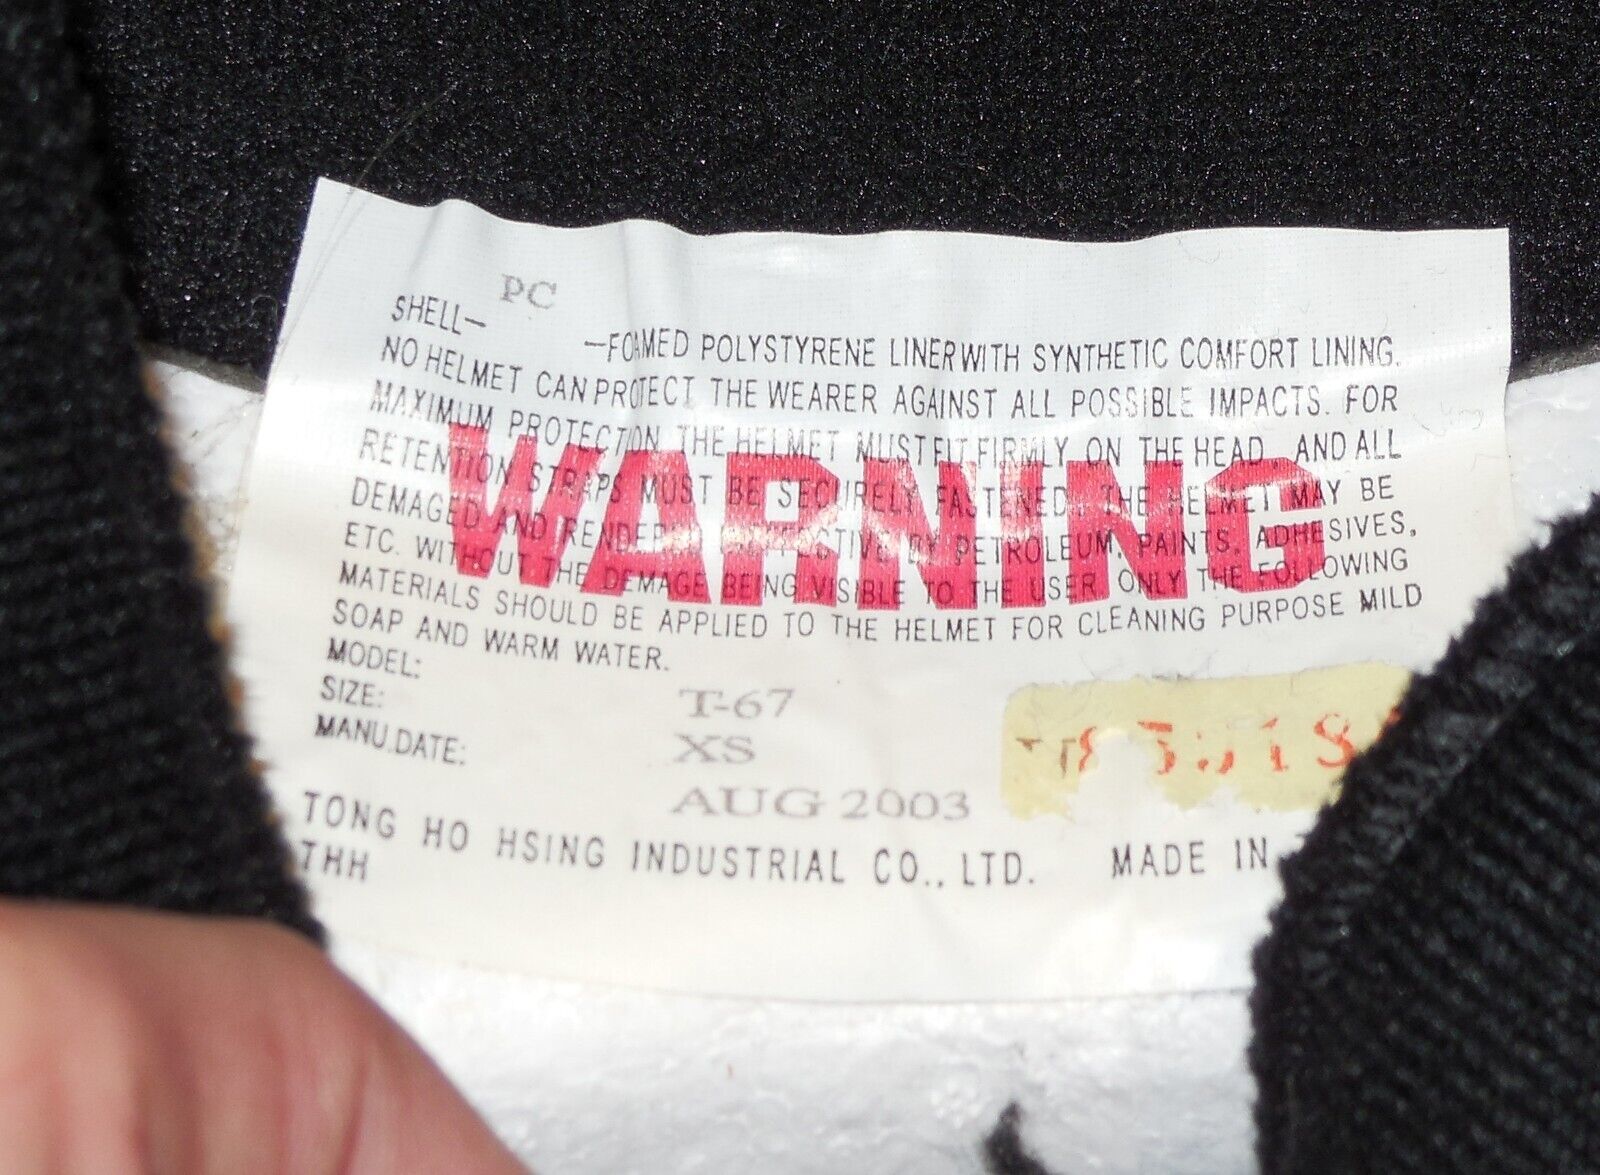 PC
SHELL—
—FOAMED POLYSTYRENE LINERWITH SYNTHETIC COMFORT LINING.
NO HELMET CAN PROTECT THE WEARER AGAINST ALL POSSIBLE IMPACTS. FOR
MAXIMUM PROTECTION THE HELMET MUST FIT FIRMLY ON THE HEAD, AND ALL
RETENTION STRAPS MUST BE SECURELY FASTENED. THE HELMET MAY BE
DEMAGED AND RENDERED BY PETROLEUM, PAINTS, ADHESIVES,
ETC. WITHOUT THE DEMAGE BEING VISIBLE TO THE USER ONLY THE FOLLOWING
MATERIALS SHOULD BE APPLIED TO THE HELMET FOR CLEANING PURPOSE MILD
SOAP AND WARM WATER.
WARNING
MODEL: T-67
SIZE: XS
MANU.DATE: AUG 2003
TONG HO HSING INDUSTRIAL CO., LTD. MADE IN
THH